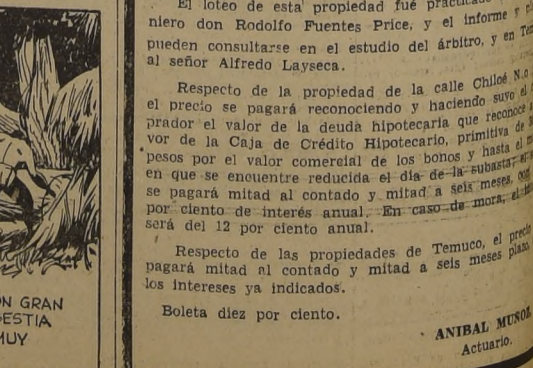 ON GRAN
BESTIA
MUY
El loteo de esta propiedad fué practicado
niero don Rodolfo Fuentes Price, y el informe y
pueden consultarse en el estudio del árbitro, y en Tem
al señor Alfredo Layseca.
Respecto de la propiedad de la calle Chiloé N.o
el precio se pagará reconociendo y haciendo suyo el
prador el valor de la deuda hipotecaria que reconoce
vor de la Caja de Crédito Hipotecario, primitiva de
pesos por el valor comercial de los bonos y hasta el
en que se encuentre reducida el día de la subasta; el
se pagará mitad al contado y mitad a seis meses, con
por ciento de interés anual. En caso de mora, el
será del 12 por ciento anual.
Respecto de las propiedades de Temuco, el precio
pagará mitad al contado y mitad a seis meses plazo,
los intereses ya indicados.
Boleta diez por ciento.
ANIBAL MUÑOZ
Actuario.